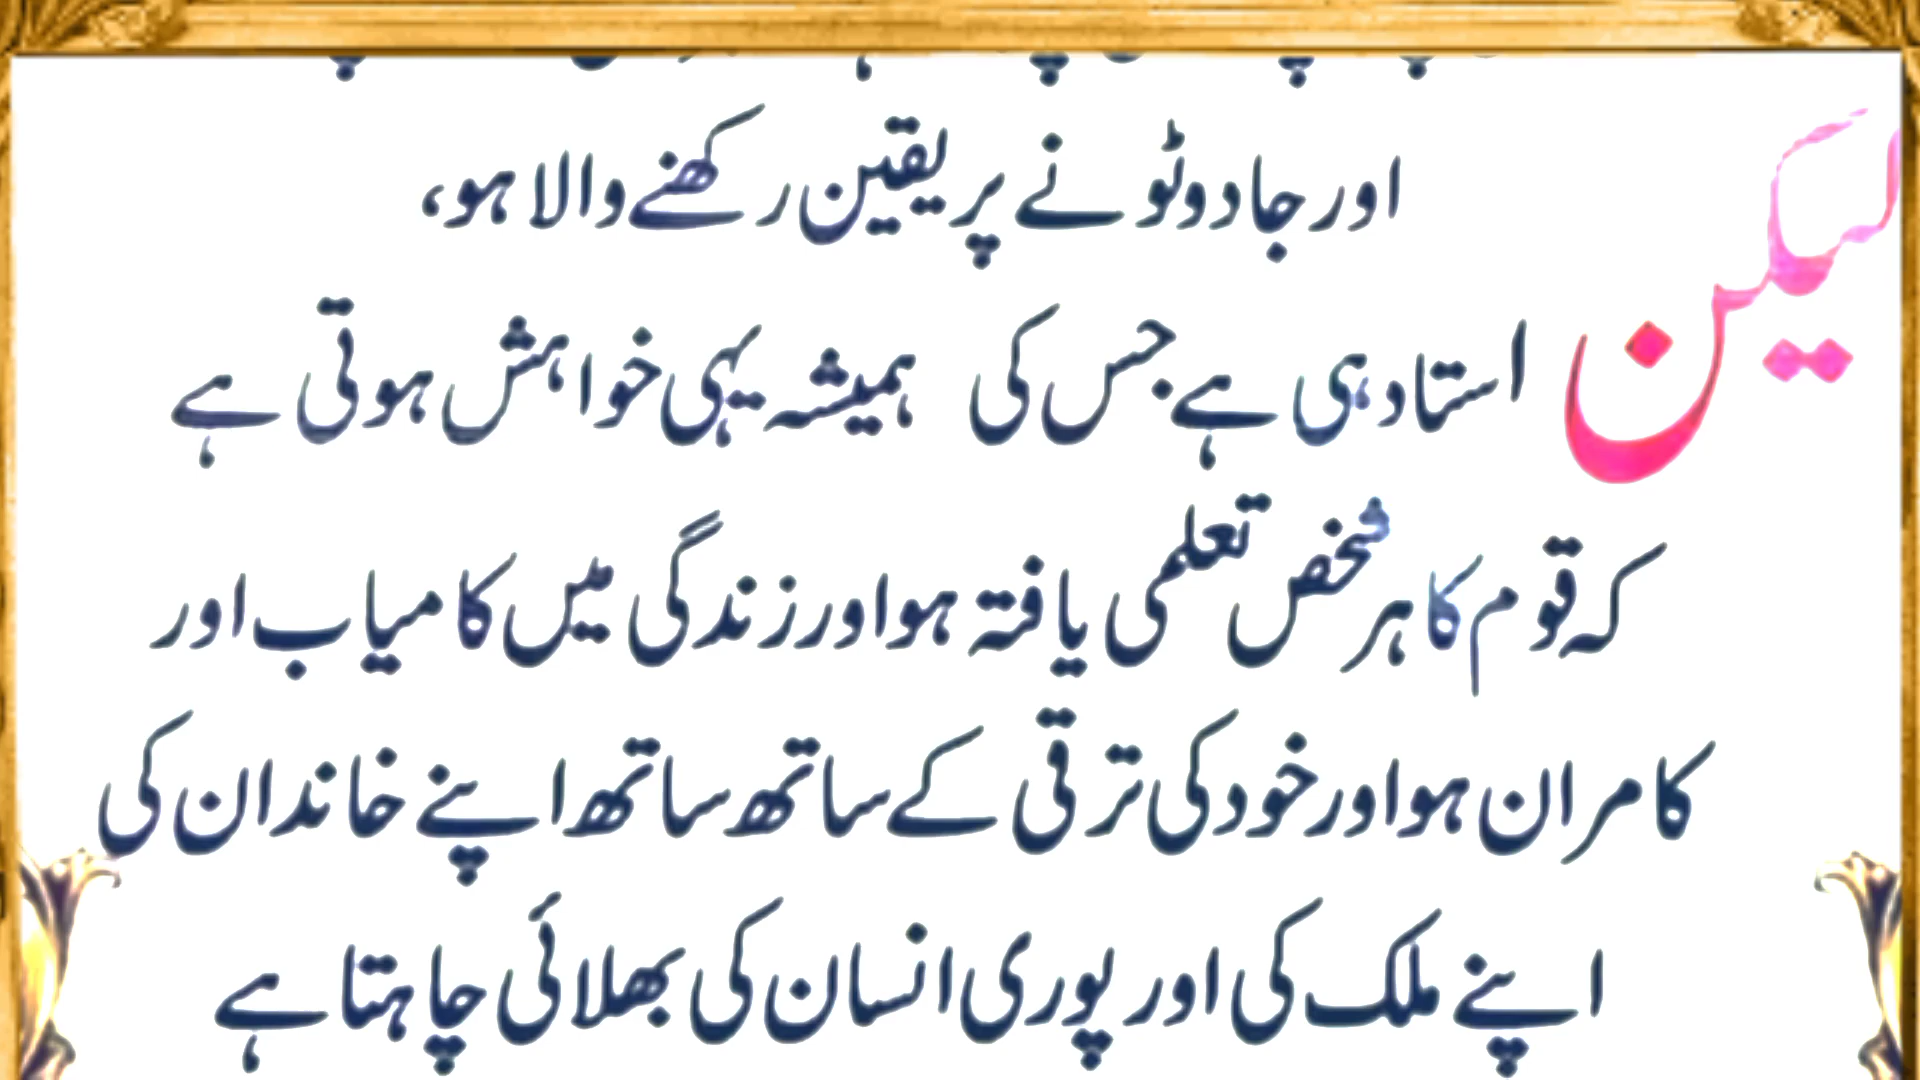 اور جادو ٹونے پر یقین رکھنے والا ہو،
لیکن استاد ہی ہے جس کی ہمیشہ یہی خواہش ہوتی ہے
کہ قوم کا ہر شخص تعلمی یافتہ ہو اور زندگی میں کامیاب اور
کامران ہو اور خود کی ترقی کے ساتھ ساتھ اپنے خاندان کی
اپنے ملک کی اور پوری انسان کی بھلائی چاہتا ہے